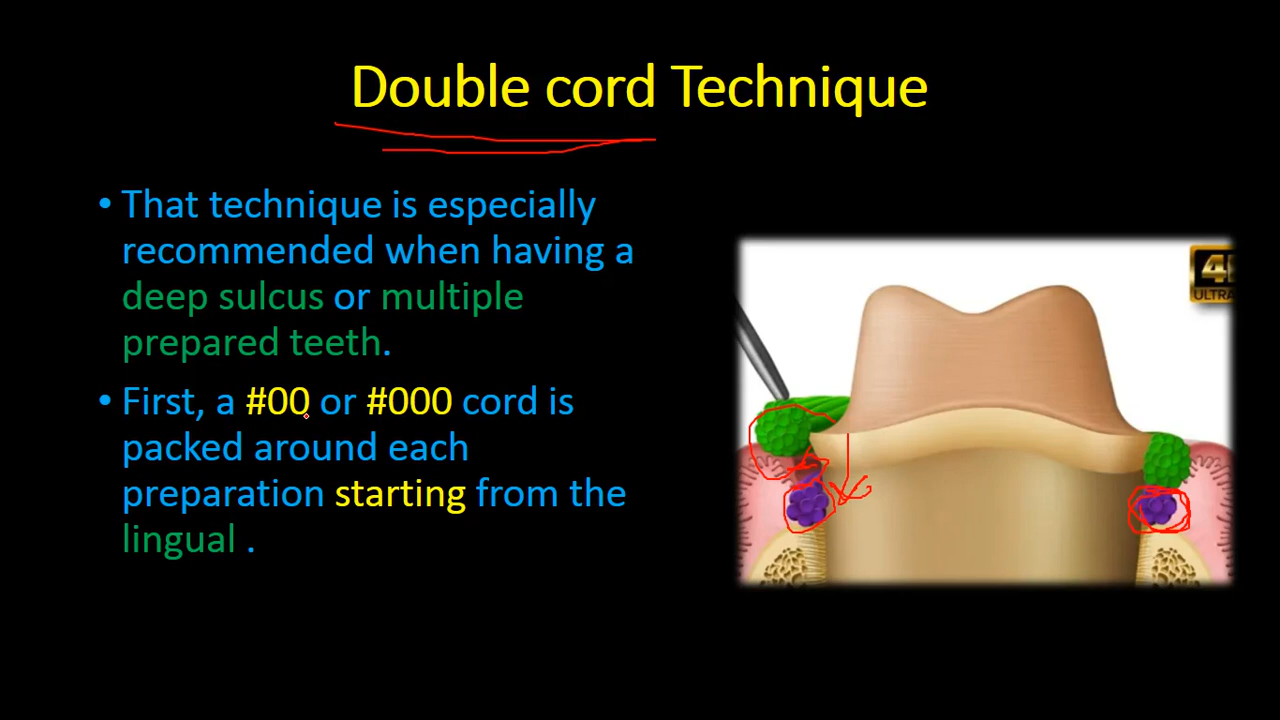 Double cord Technique
• That technique is especially
recommended when having a
deep sulcus or multiple
prepared teeth.
• First, a #00 or #000 cord is
packed around each
preparation starting from the
lingual .
ULTRA